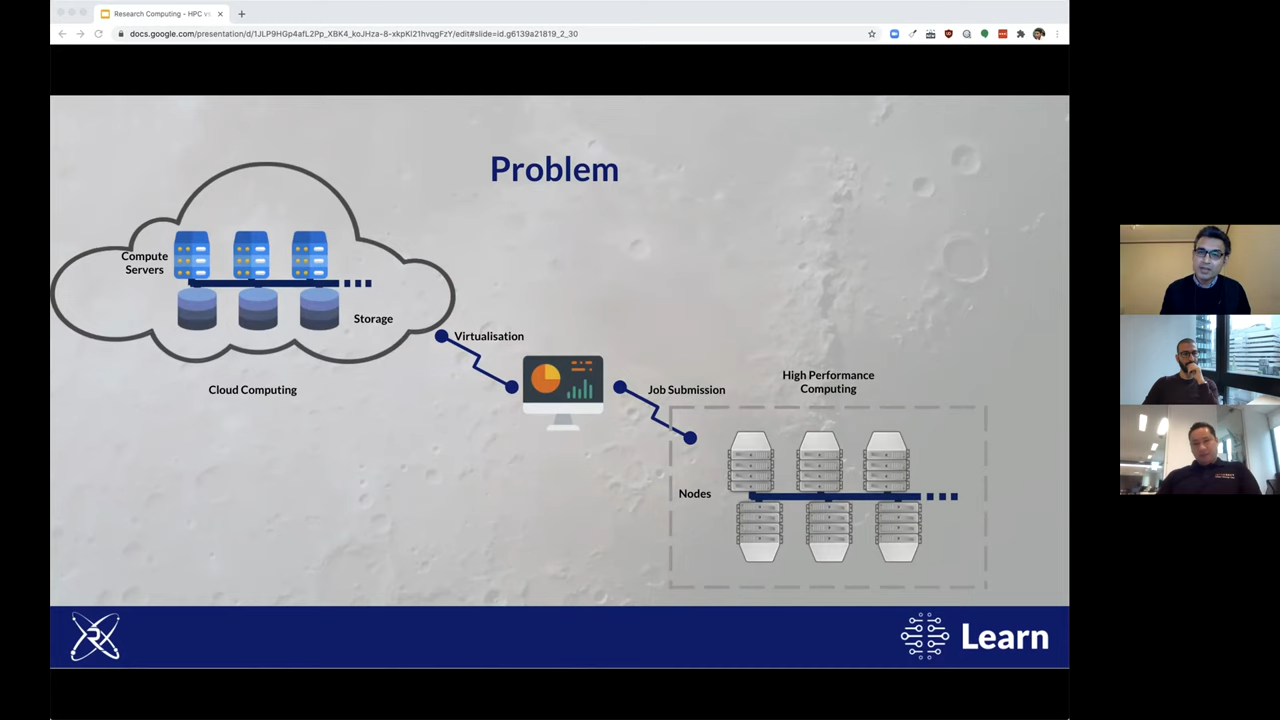 Research Computing - HPC vs
docs.google.com/presentation/d/1JLP9HGp4afL2Pp_XBK4_koJHza-8-xkpKl21hvqgFzY/edit#slide=id.g6139a21819_2_30
Problem
Compute
Servers
Storage
Virtualisation
Cloud Computing
Job Submission
High Performance
Computing
Nodes
Learn